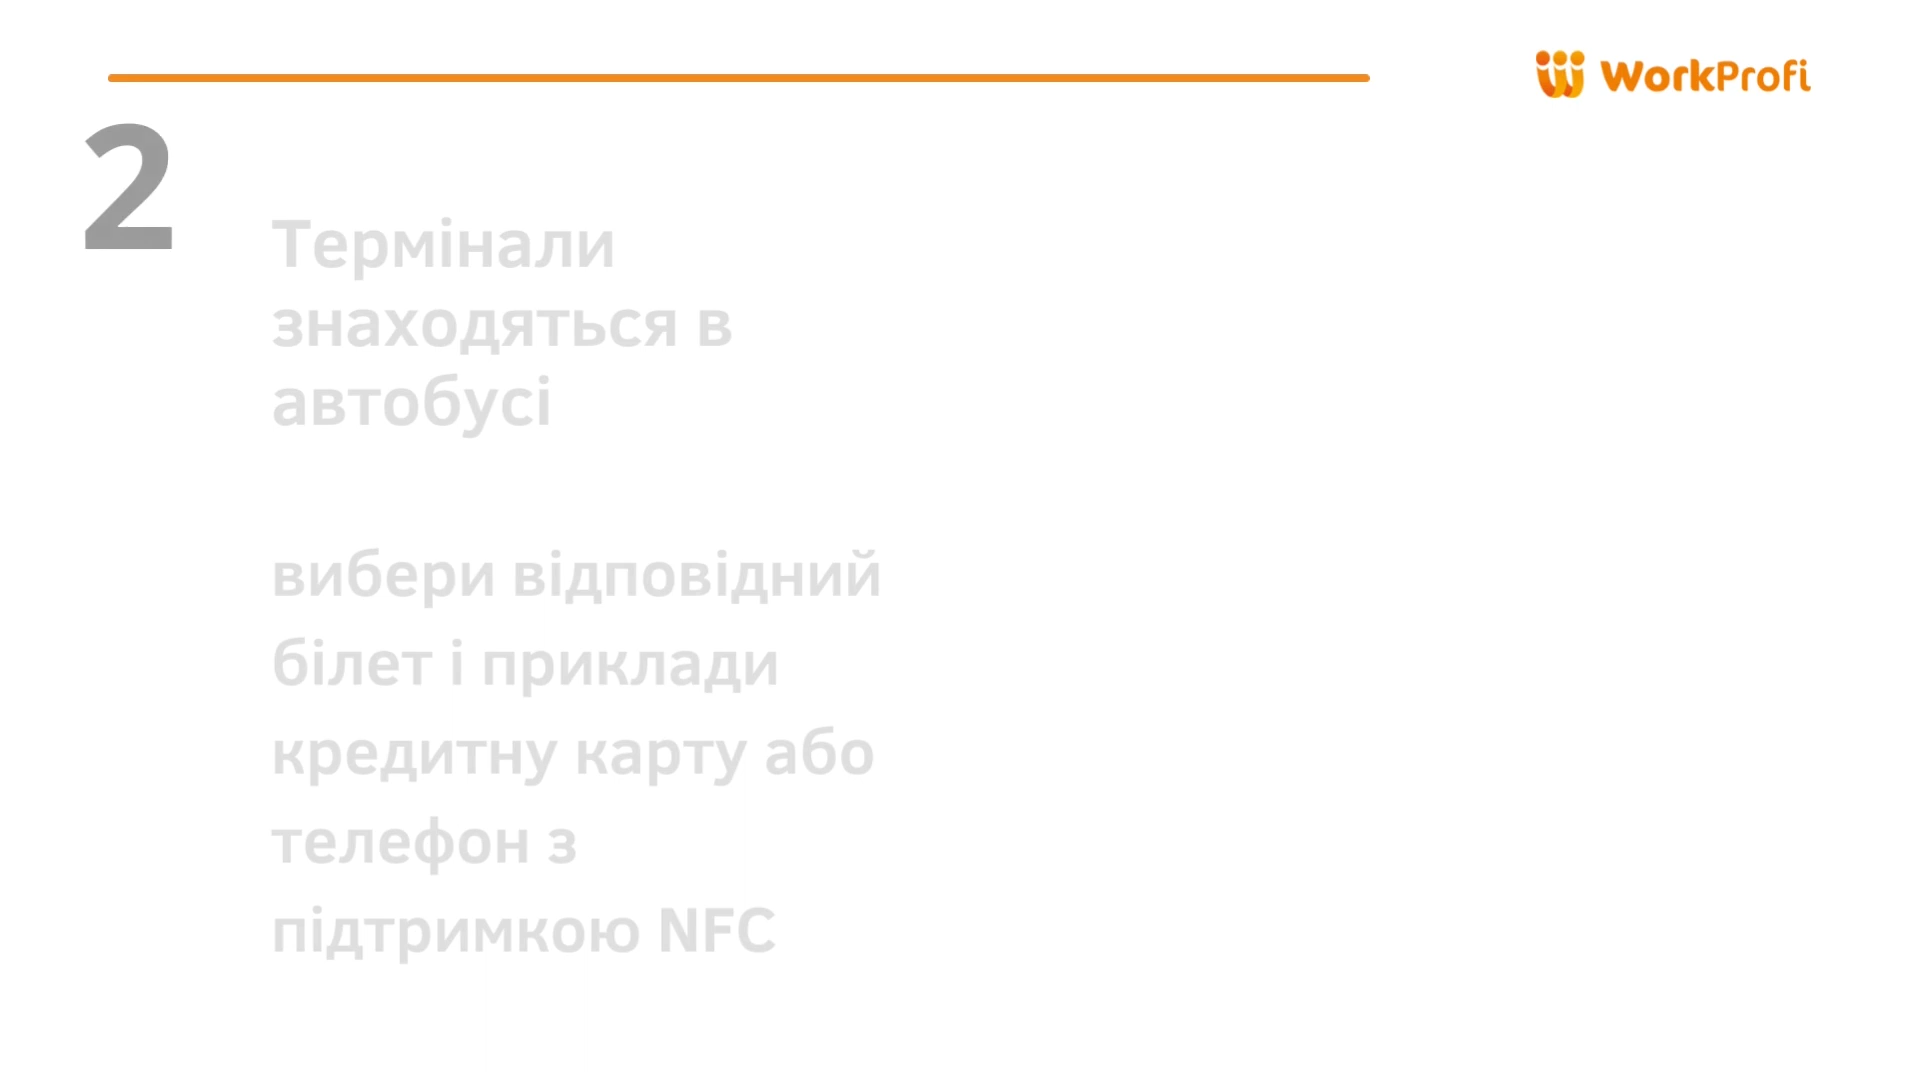 WorkProfi
2
Термінали
знаходяться в
автобусі
вибери відповідний
білет і приклади
кредитну карту або
телефон з
підтримкою NFC